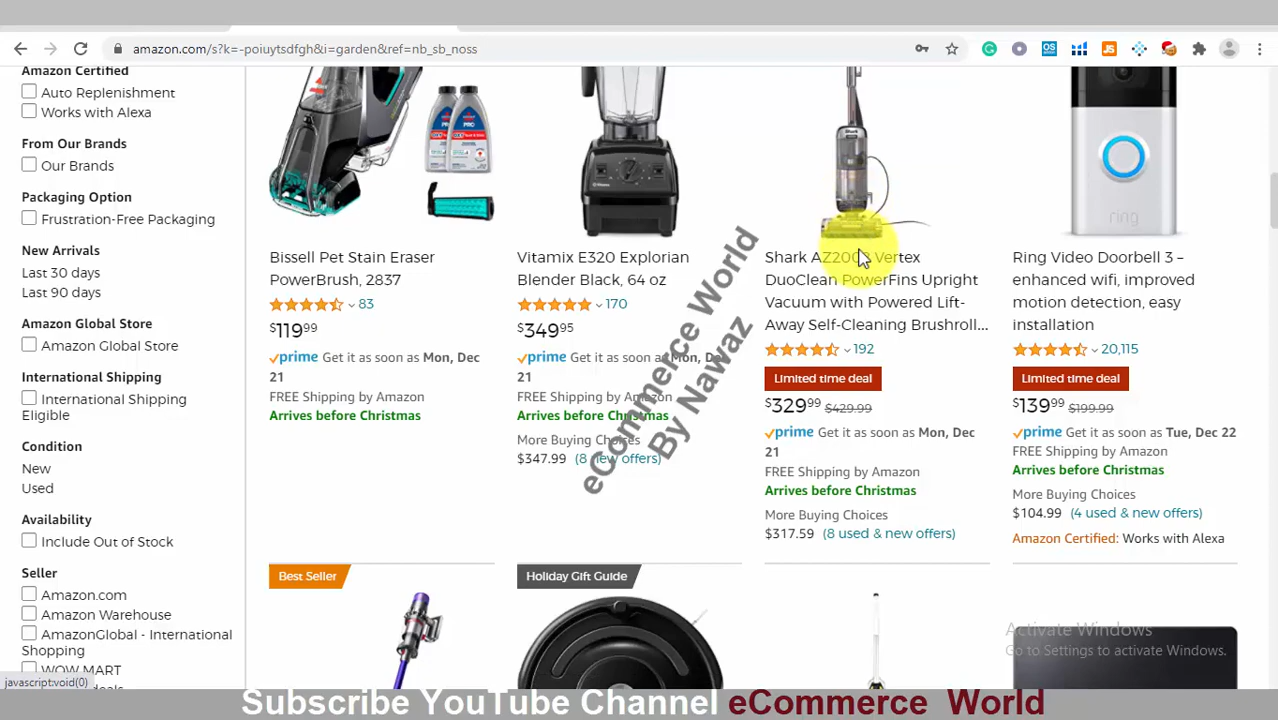 amazon.com/s?k=-poiuytsdfgh&i=garden&ref=nb_sb_noss
Amazon Certified
Auto Replenishment
Works with Alexa
From Our Brands
Our Brands
Packaging Option
Frustration-Free Packaging
New Arrivals
Last 30 days
Last 90 days
Amazon Global Store
Amazon Global Store
International Shipping
International Shipping
Eligible
Condition
New
Used
Availability
Include Out of Stock
Seller
Amazon.com
Amazon Warehouse
AmazonGlobal - International
Shopping
WOW MART
javascript:void(0)
Bissell Pet Stain Eraser
PowerBrush, 2837
83
$11999
prime Get it as soon as Mon, Dec
21
FREE Shipping by Amazon
Arrives before Christmas
Vitamix E320 Explorian
Blender Black, 64 oz
170
$34995
prime Get it as soon as Mon, Dec
21
FREE Shipping by Amazon
Arrives before Christmas
More Buying Choices
$347.99 (8 new offers)
Shark
Shark AZ2002 Vertex
DuoClean PowerFins Upright
Vacuum with Powered Lift-
Away Self-Cleaning Brushroll...
192
Limited time deal
$32999 $429.99
prime Get it as soon as Mon, Dec
21
FREE Shipping by Amazon
Arrives before Christmas
More Buying Choices
$317.59 (8 used & new offers)
ring
Ring Video Doorbell 3 –
enhanced wifi, improved
motion detection, easy
installation
20,115
Limited time deal
$13999 $199.99
prime Get it as soon as Tue, Dec 22
FREE Shipping by Amazon
Arrives before Christmas
More Buying Choices
$104.99 (4 used & new offers)
Amazon Certified: Works with Alexa
Best Seller
Holiday Gift Guide
eCommerce World
By Nawaz
Activate Windows
Go to Settings to activate Windows.
Subscribe YouTube Channel eCommerce World